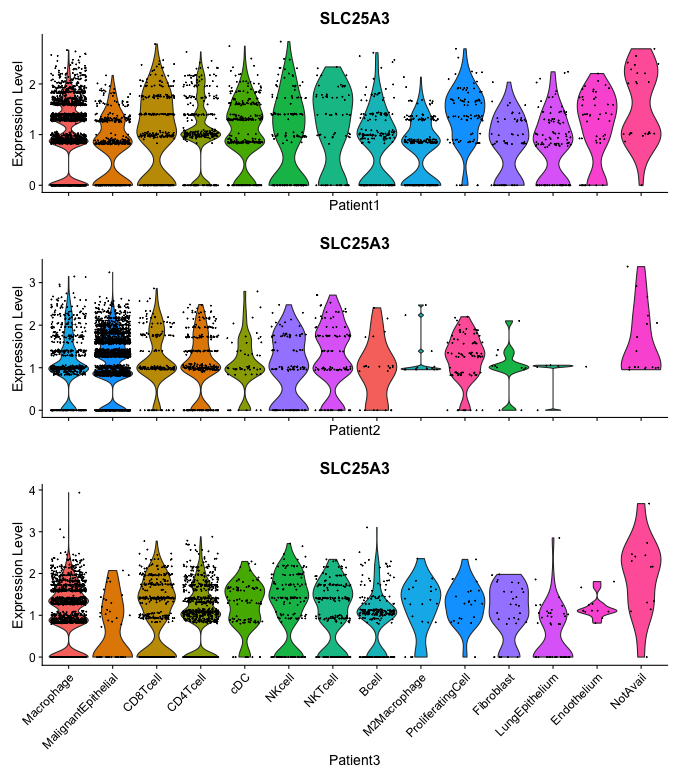 SLC25A3
Expression Level
2
1
0
Patient1
SLC25A3
Expression Level
3
2
1
0
Patient2
SLC25A3
Expression Level
4
3
2
1
0
Macrophage
MalignantEpithelial
CD8Tcell
CD4Tcell
cDC
NKcell
NKTcell
Bcell
M2Macrophage
ProliferatingCell
Fibroblast
LungEpithelium
Endothelium
NotAvail
Patient3